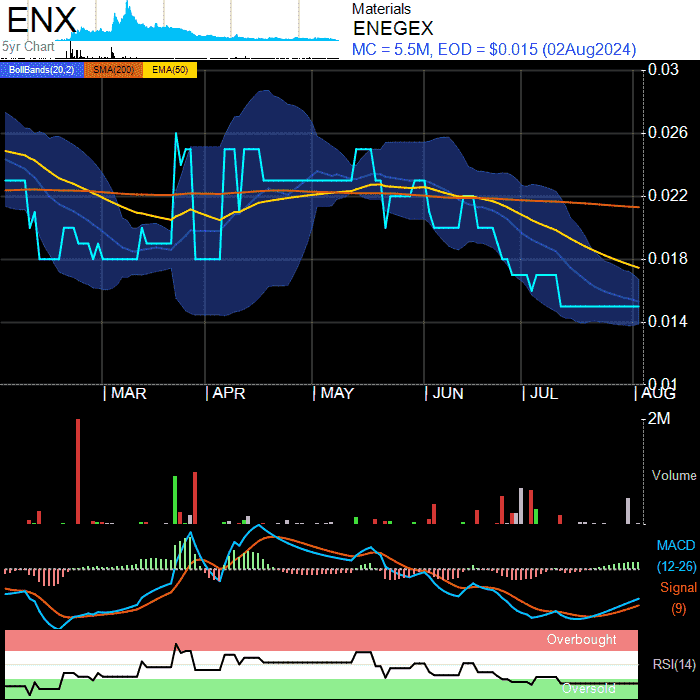 ENX
Materials
ENEGEX
MC = 5.5M, EOD = $0.015 (02Aug2024)
5yr Chart
BollBands(20,2) SMA(200) EMA(50)
0.03
0.026
0.022
0.018
0.014
0.01
MAR APR MAY JUN JUL AUG
2M
Volume
MACD
(12-26)
Signal
(9)
Overbought
RSI(14)
Oversold